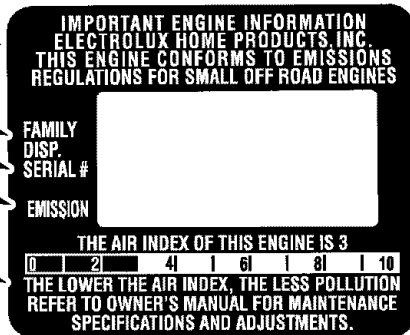 IMPORTANT ENGINE INFORMATION
ELECTROLUX HOME PRODUCTS, INC.
THIS ENGINE CONFORMS TO EMISSIONS
REGULATIONS FOR SMALL OFF ROAD ENGINES
FAMILY
DISP.
SERIAL #
EMISSION
THE AIR INDEX OF THIS ENGINE IS 3
0 2 4 6 8 10
THE LOWER THE AIR INDEX, THE LESS POLLUTION
REFER TO OWNER'S MANUAL FOR MAINTENANCE
SPECIFICATIONS AND ADJUSTMENTS.